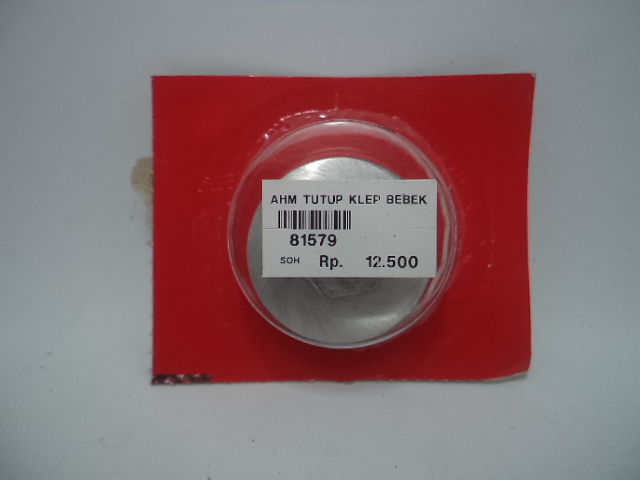 AHM TUTUP KLEP BEBEK
81579
SOH Rp. 12.500